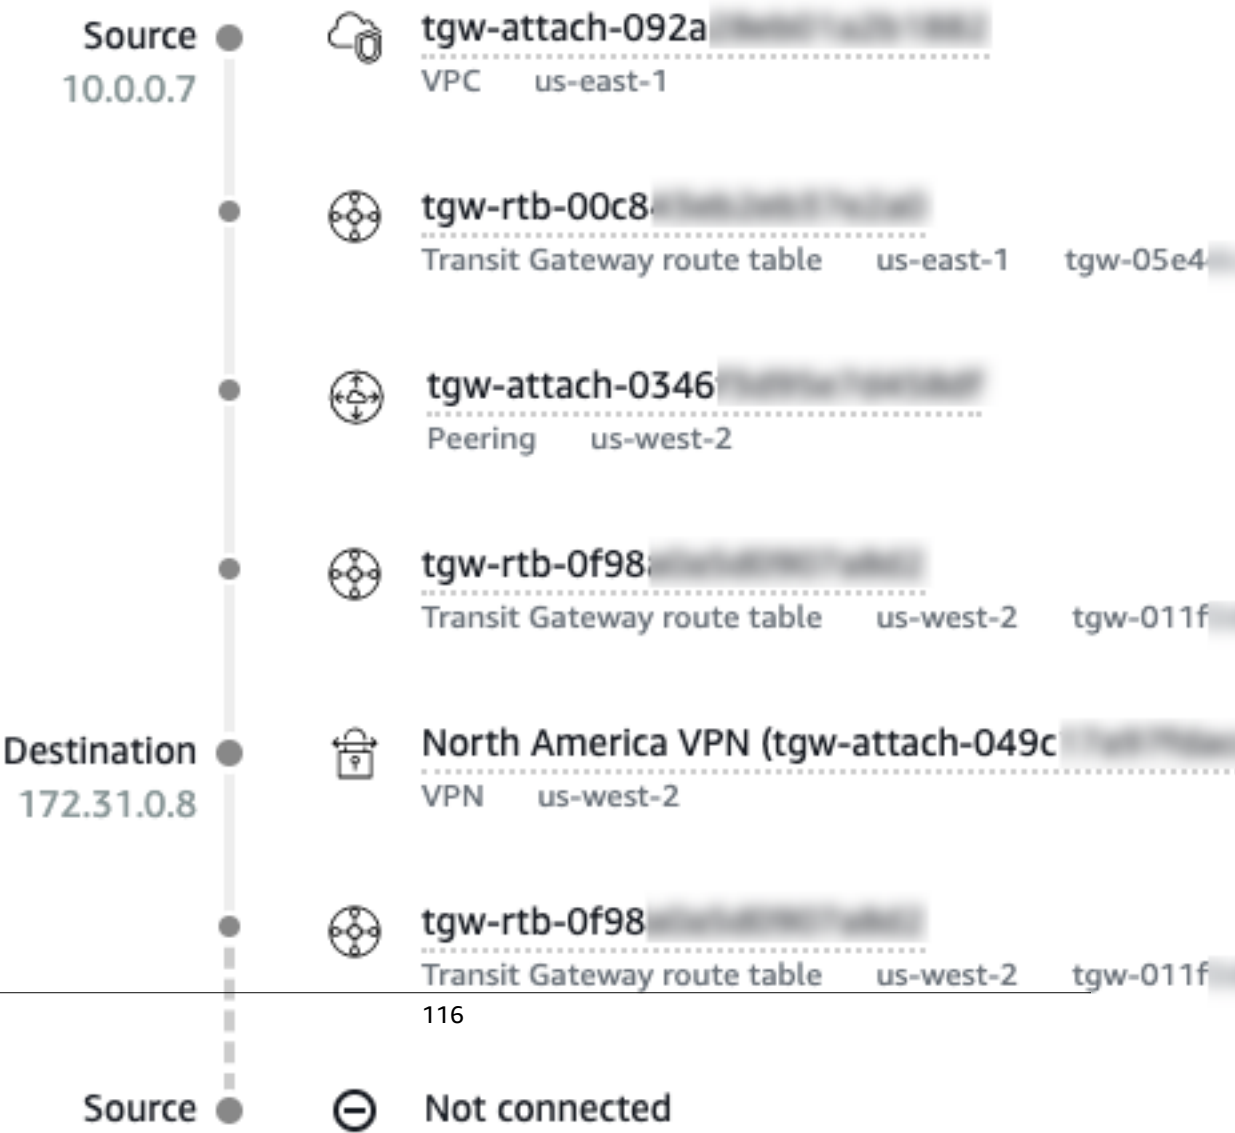 Source tgw-attach-092a
10.0.0.7 VPC us-east-1
tgw-rtb-00c8
Transit Gateway route table us-east-1 tgw-05e4
tgw-attach-0346
Peering us-west-2
tgw-rtb-0f98
Transit Gateway route table us-west-2 tgw-011f
Destination North America VPN (tgw-attach-049c
172.31.0.8 VPN us-west-2
tgw-rtb-0f98
Transit Gateway route table us-west-2 tgw-011f
116
Source Not connected